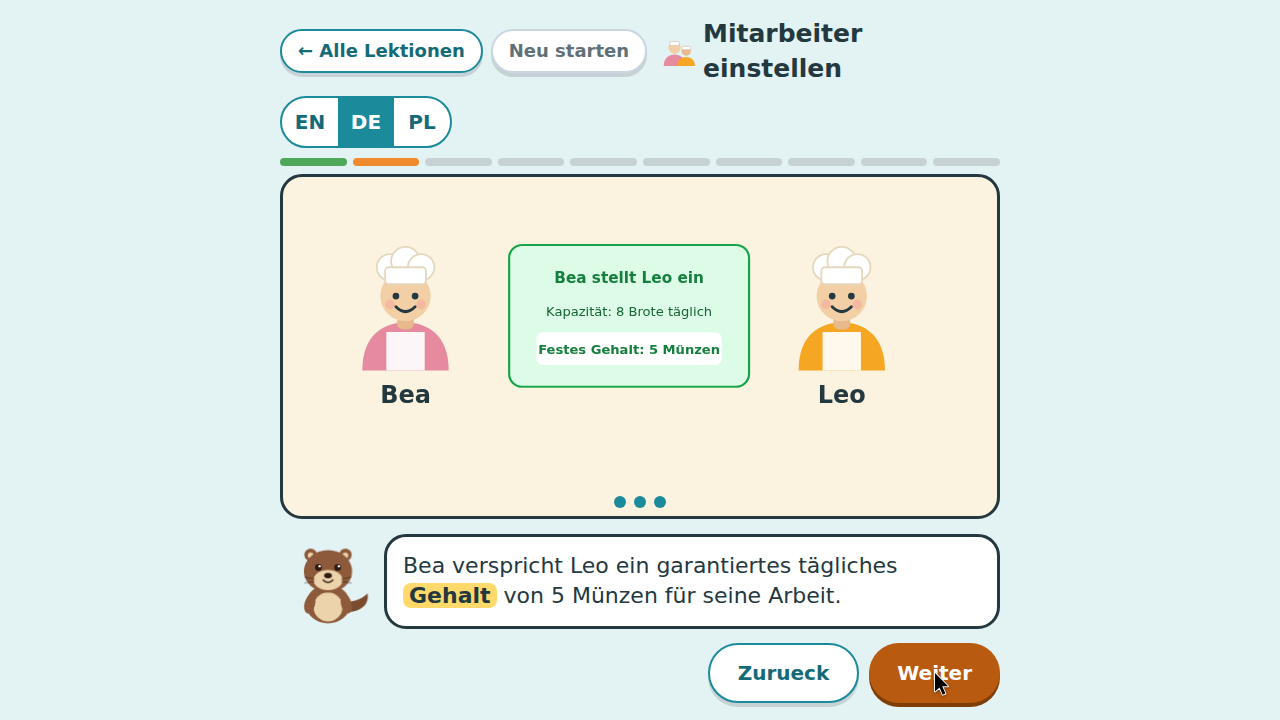 ← Alle Lektionen
Neu starten
Mitarbeiter
einstellen
EN DE PL
Bea stellt Leo ein
Kapazität: 8 Brote täglich
Festes Gehalt: 5 Münzen
Bea
Leo
Bea verspricht Leo ein garantiertes tägliches
Gehalt von 5 Münzen für seine Arbeit.
Zurueck
Weiter